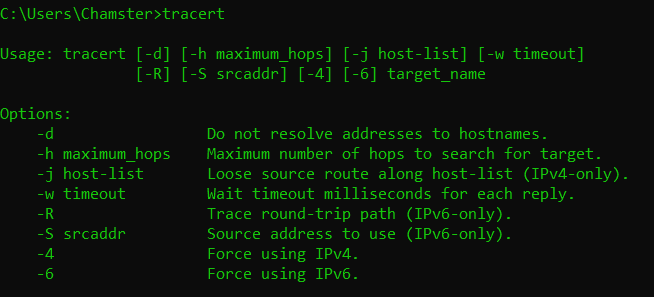 C:\Users\Chamster>tracert
Usage: tracert [-d] [-h maximum_hops] [-j host-list] [-w timeout]
[-R] [-S srcaddr] [-4] [-6] target_name
Options:
-d Do not resolve addresses to hostnames.
-h maximum_hops Maximum number of hops to search for target.
-j host-list Loose source route along host-list (IPv4-only).
-w timeout Wait timeout milliseconds for each reply.
-R Trace round-trip path (IPv6-only).
-S srcaddr Source address to use (IPv6-only).
-4 Force using IPv4.
-6 Force using IPv6.